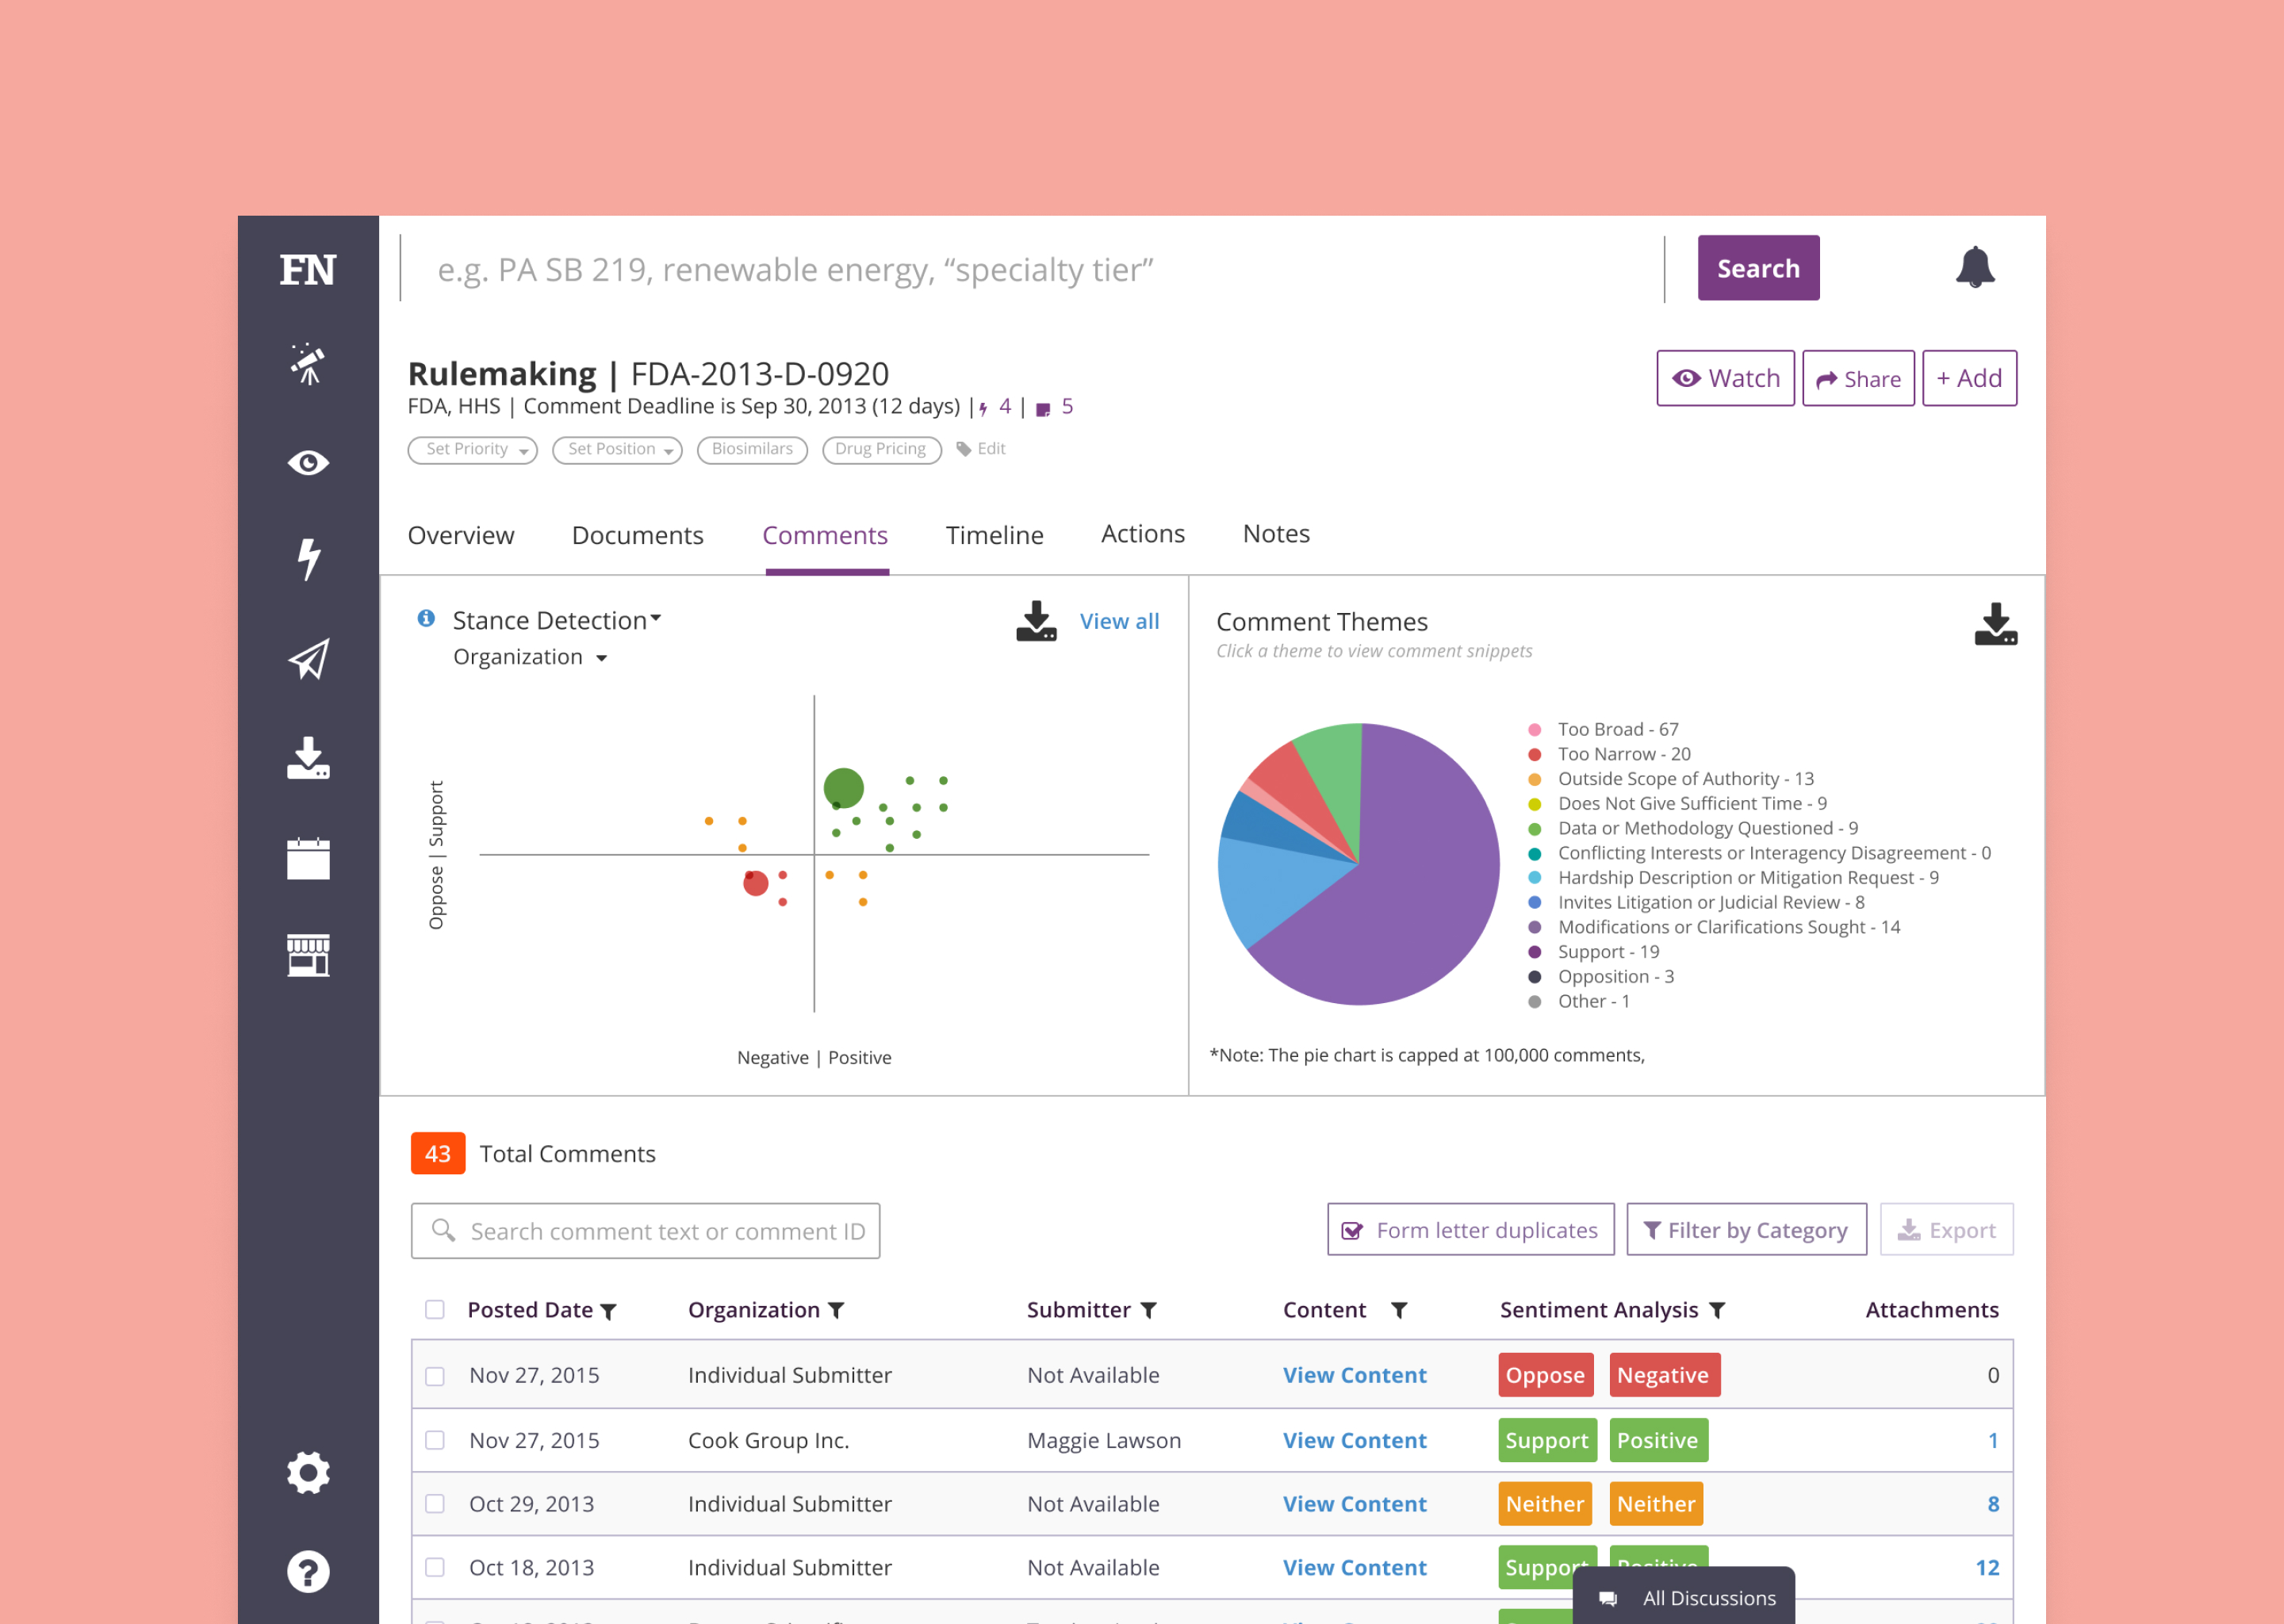 FN
e.g. PA SB 219, renewable energy, “specialty tier”
Search
Rulemaking | FDA-2013-D-0920
Watch
Share
+ Add
FDA, HHS | Comment Deadline is Sep 30, 2013 (12 days) | 4 | 5
Set Priority
Set Position
Biosimilars
Drug Pricing
Edit
Overview
Documents
Comments
Timeline
Actions
Notes
Stance Detection
View all
Organization
Oppose | Support
Negative | Positive
Comment Themes
Click a theme to view comment snippets
Too Broad - 67
Too Narrow - 20
Outside Scope of Authority - 13
Does Not Give Sufficient Time - 9
Data or Methodology Questioned - 9
Conflicting Interests or Interagency Disagreement - 0
Hardship Description or Mitigation Request - 9
Invites Litigation or Judicial Review - 8
Modifications or Clarifications Sought - 14
Support - 19
Opposition - 3
Other - 1
*Note: The pie chart is capped at 100,000 comments,
43 Total Comments
Search comment text or comment ID
Form letter duplicates
Filter by Category
Export
Posted Date Organization Submitter Content Sentiment Analysis Attachments
Nov 27, 2015 Individual Submitter Not Available View Content Oppose Negative 0
Nov 27, 2015 Cook Group Inc. Maggie Lawson View Content Support Positive 1
Oct 29, 2013 Individual Submitter Not Available View Content Neither Neither 8
Oct 18, 2013 Individual Submitter Not Available View Content Support Positive 12
All Discussions